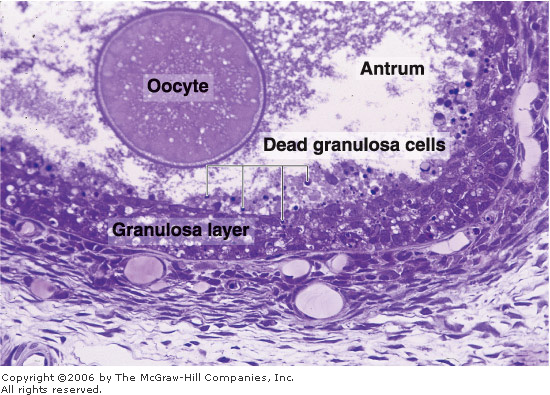 Oocyte
Antrum
Dead granulosa cells
Granulosa layer
Copyright ©2006 by The McGraw-Hill Companies, Inc.
All rights reserved.